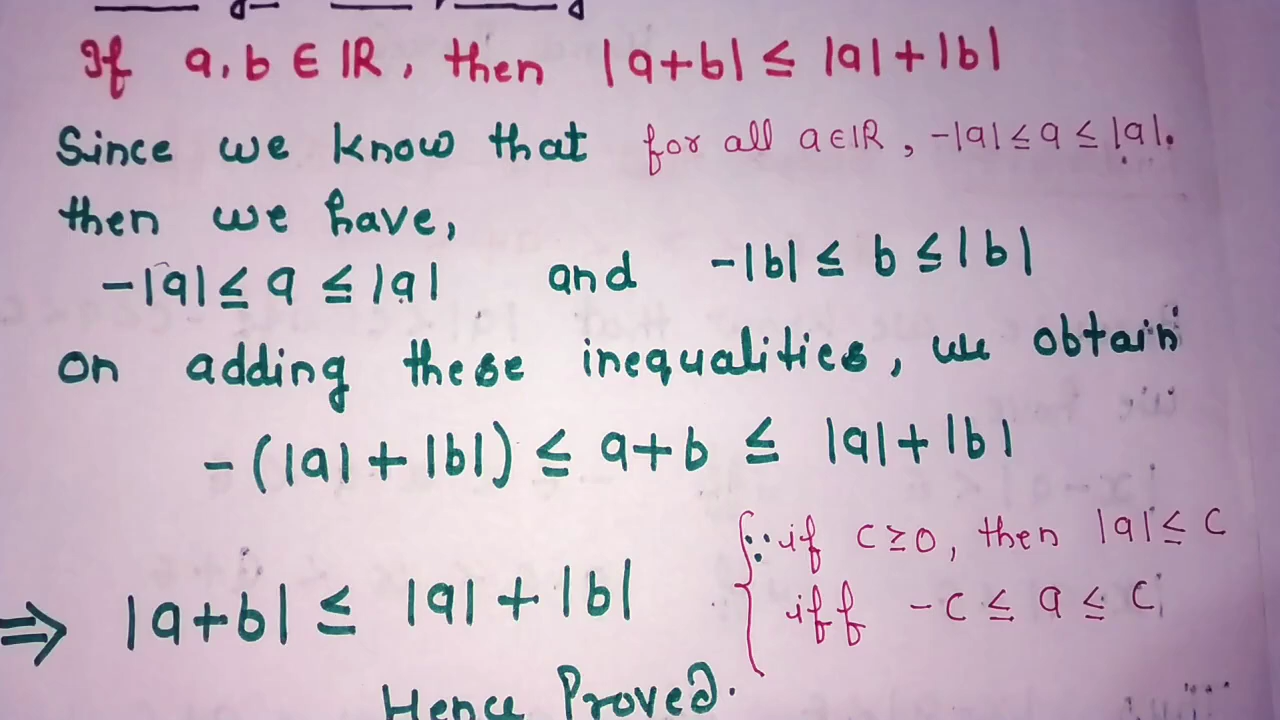 If a, b ∈ ℝ, then |a+b| ≤ |a| + |b|
Since we know that for all a∈ℝ, -|a| ≤ a ≤ |a|.
then we have,
-|a| ≤ a ≤ |a| and -|b| ≤ b ≤ |b|
on adding these inequalities, we obtain
-(|a| + |b|) ≤ a+b ≤ |a| + |b|
⇒ |a+b| ≤ |a| + |b| {∵ if C ≥ 0, then |a| ≤ C
iff -C ≤ a ≤ C
Hence Proved.